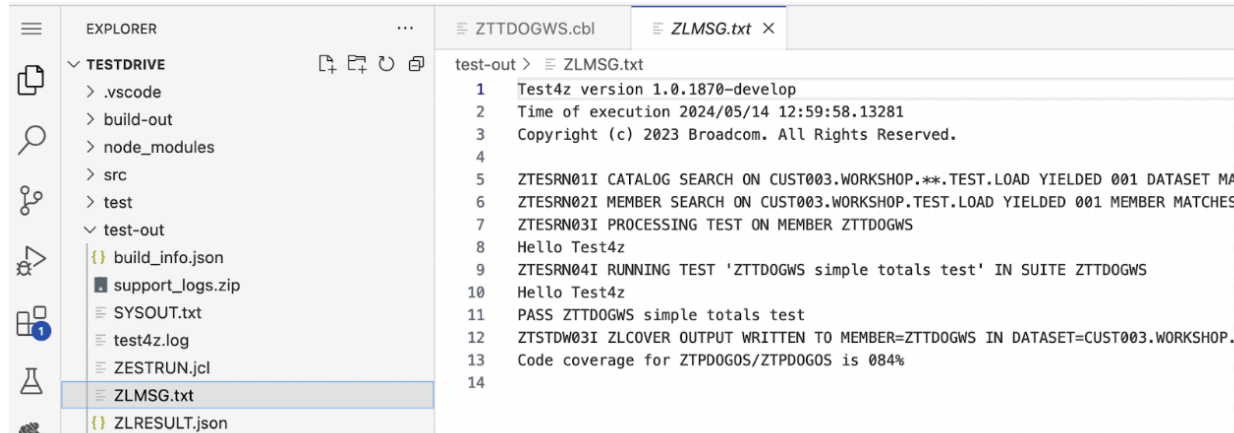 EXPLORER
...
TESTDRIVE
.vscode
build-out
node_modules
src
test
test-out
{} build_info.json
support_logs.zip
SYSOUT.txt
test4z.log
ZESTRUN.jcl
ZLMSG.txt
{} ZLRESULT.json
1
ZTTDOGWS.cbl
ZLMSG.txt
test-out > ZLMSG.txt
1 Test4z version 1.0.1870-develop
2 Time of execution 2024/05/14 12:59:58.13281
3 Copyright (c) 2023 Broadcom. All Rights Reserved.
4
5 ZTESRN01I CATALOG SEARCH ON CUST003.WORKSHOP.**.TEST.LOAD YIELDED 001 DATASET MA
6 ZTESRN02I MEMBER SEARCH ON CUST003.WORKSHOP.TEST.LOAD YIELDED 001 MEMBER MATCHES
7 ZTESRN03I PROCESSING TEST ON MEMBER ZTTDOGWS
8 Hello Test4z
9 ZTESRN04I RUNNING TEST 'ZTTDOGWS simple totals test' IN SUITE ZTTDOGWS
10 Hello Test4z
11 PASS ZTTDOGWS simple totals test
12 ZTSTDW03I ZLCOVER OUTPUT WRITTEN TO MEMBER=ZTTDOGWS IN DATASET=CUST003.WORKSHOP.
13 Code coverage for ZTPDOGOS/ZTPDOGOS is 084%
14